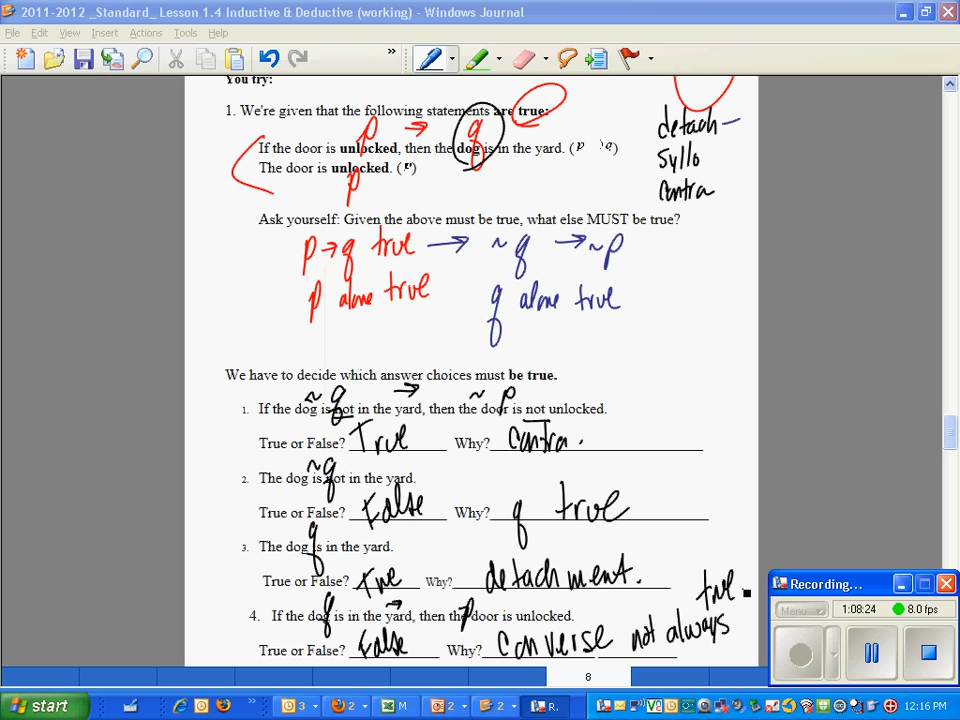 2011-2012 _Standard_ Lesson 1.4 Inductive & Deductive (working) - Windows Journal
File Edit View Insert Actions Tools Help
»
You try:
1. We're given that the following statements are true:
p → q
If the door is unlocked, then the dog is in the yard. (p → q)
The door is unlocked. (p)
p
detach -
Syllo
Contra
Ask yourself: Given the above must be true, what else MUST be true?
p → q true → ~q → ~p
p alone true q alone true
We have to decide which answer choices must be true.
~q → ~p
1. If the dog is not in the yard, then the door is not unlocked.
True or False? True Why? Contra.
~q
2. The dog is not in the yard.
True or False? False Why? q true
q
3. The dog is in the yard.
True or False? True Why? detachment.
q → p
4. If the dog is in the yard, then the door is unlocked.
True or False? False Why? Converse not always true.
8
Recording...
Menu
1:08:24 8.0 fps
start 3 2 M 2 2 R. 12:16 PM